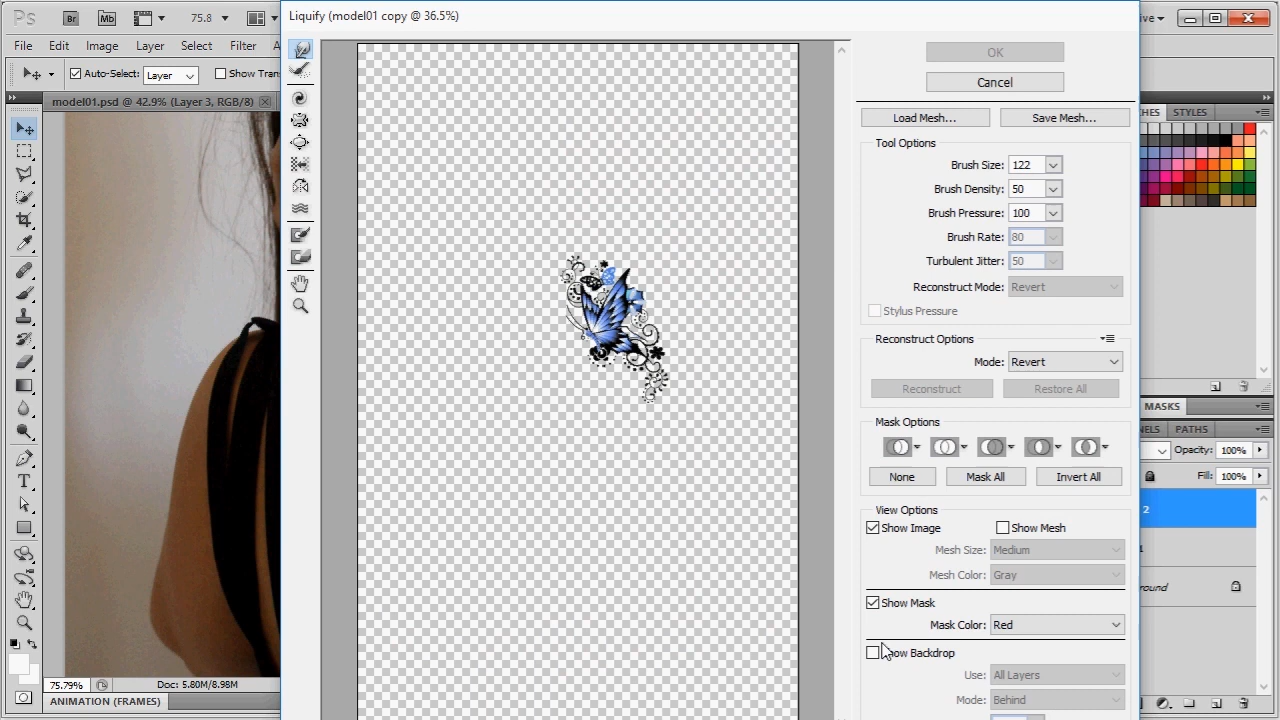 Ps Br Mb 75.8
Liquify (model01 copy @ 36.5%)
File Edit Image Layer Select Filter
Auto-Select: Layer Show Tran
model01.psd @ 42.9% (Layer 3, RGB/8)
OK
Cancel
Load Mesh... Save Mesh...
STYLES
Tool Options
Brush Size: 122
Brush Density: 50
Brush Pressure: 100
Brush Rate: 80
Turbulent Jitter: 50
Reconstruct Mode: Revert
Stylus Pressure
Reconstruct Options
Mode: Revert
Reconstruct Restore All
MASKS
Mask Options
PATHS
Opacity: 100%
None Mask All Invert All
Fill: 100%
View Options
2
Show Image Show Mesh
Mesh Size: Medium
Mesh Color: Gray
Show Mask
Mask Color: Red
Show Backdrop
Use: All Layers
Mode: Behind
75.79% Doc: 5.80M/8.98M
ANIMATION (FRAMES)